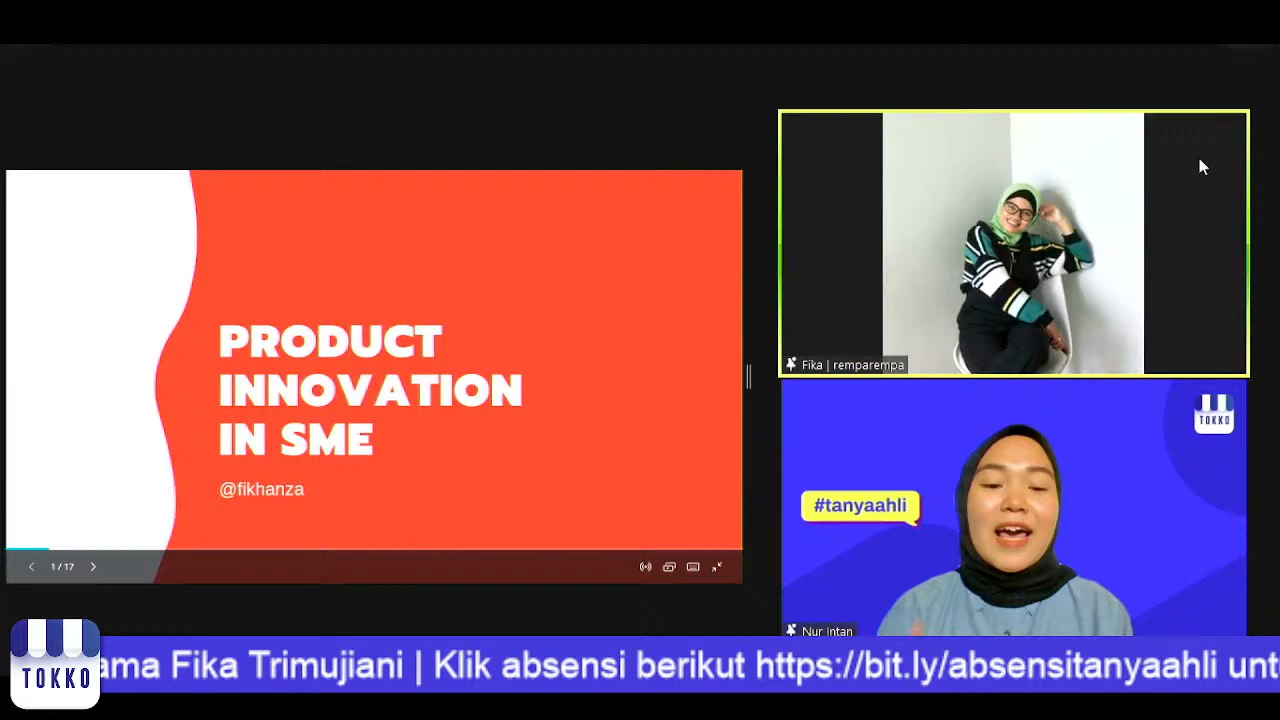 PRODUCT
INNOVATION
IN SME
@fikhanza
1 / 17
Fika | remparempa
TOKKO
#tanyaahli
Nur Intan
TOKKO
ama Fika Trimujiani | Klik absensi berikut https://bit.ly/absensitanyaahli unt